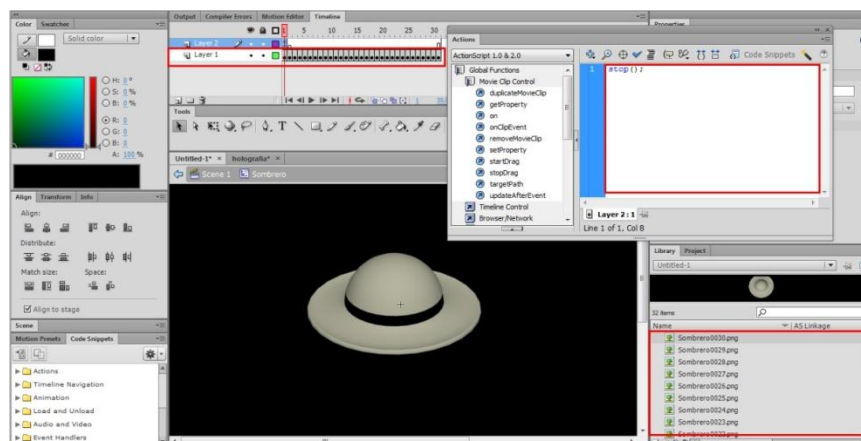 Output Compiler Errors Motion Editor Timeline
Properties
Color Swatches
Solid color
H: 0°
S: 0 %
B: 0 %
R: 0
G: 0
B: 0
# 000000 A: 100 %
1 5 10 15 20 25 30
Layer 2
Layer 1
Tools
Untitled-1* × holografia* ×
Scene 1 Sombrero
Actions
ActionScript 1.0 & 2.0
Global Functions
Movie Clip Control
duplicateMovieClip
getProperty
on
onClipEvent
removeMovieClip
setProperty
startDrag
stopDrag
targetPath
updateAfterEvent
Timeline Control
Browser/Network
Code Snippets
1 stop();
Layer 2 : 1
Line 1 of 1, Col 8
Align Transform Info
Align:
Distribute:
Match size: Space:
Align to stage
Scene
Motion Presets Code Snippets
Actions
Timeline Navigation
Animation
Load and Unload
Audio and Video
Event Handlers
Library Project
Untitled-1
32 items
Name AS Linkage
Sombrero0030.png
Sombrero0029.png
Sombrero0028.png
Sombrero0027.png
Sombrero0026.png
Sombrero0025.png
Sombrero0024.png
Sombrero0023.png
Sombrero0022.png